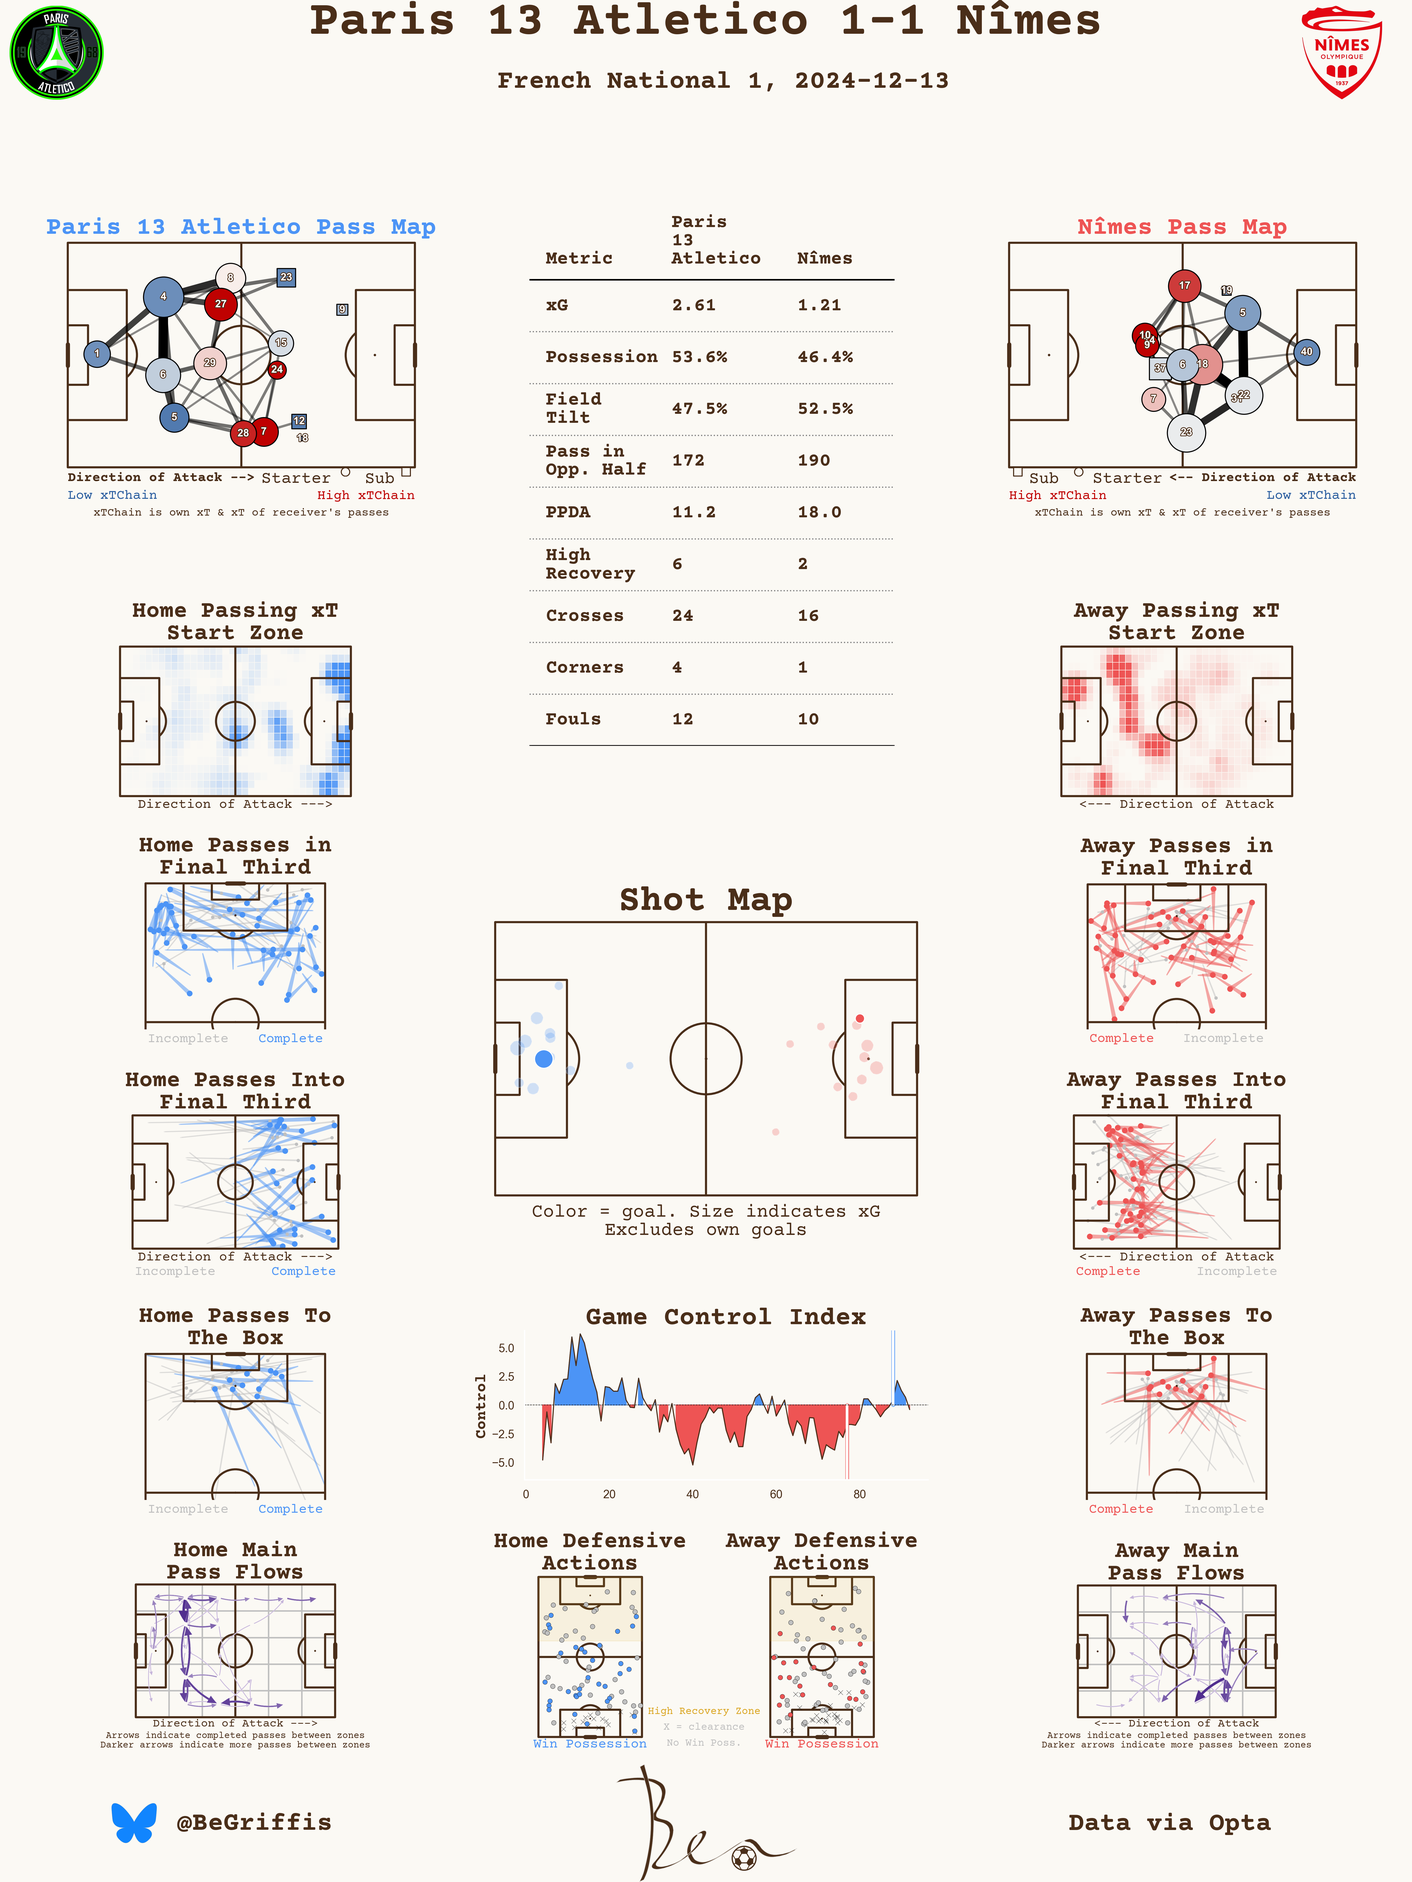 Paris 13 Atletico 1-1 Nîmes
French National 1, 2024-12-13
PARIS
19 68
ATLETICO
NÎMES
OLYMPIQUE
1937
Paris 13 Atletico Pass Map
1
4
6
5
8
27
29
23
9
15
24
28
7
12
18
Direction of Attack --> Starter Sub
Low xTChain High xTChain
xTChain is own xT & xT of receiver's passes
Metric Paris 13 Atletico Nîmes
xG 2.61 1.21
Possession 53.6% 46.4%
Field Tilt 47.5% 52.5%
Pass in Opp. Half 172 190
PPDA 11.2 18.0
High Recovery 6 2
Crosses 24 16
Corners 4 1
Fouls 12 10
Nîmes Pass Map
17
19
5
10
9
37
6
18
40
7
22
23
Sub Starter <-- Direction of Attack
High xTChain Low xTChain
xTChain is own xT & xT of receiver's passes
Home Passing xT
Start Zone
Direction of Attack --->
Away Passing xT
Start Zone
<--- Direction of Attack
Home Passes in
Final Third
Incomplete Complete
Away Passes in
Final Third
Complete Incomplete
Shot Map
Color = goal. Size indicates xG
Excludes own goals
Home Passes Into
Final Third
Direction of Attack --->
Incomplete Complete
Away Passes Into
Final Third
<--- Direction of Attack
Complete Incomplete
Home Passes To
The Box
Incomplete Complete
Game Control Index
Control
5.0
2.5
0.0
−2.5
−5.0
0 20 40 60 80
Away Passes To
The Box
Complete Incomplete
Home Main
Pass Flows
Direction of Attack --->
Arrows indicate completed passes between zones
Darker arrows indicate more passes between zones
Home Defensive
Actions
Win Possession
High Recovery Zone
X = clearance
No Win Poss.
Away Defensive
Actions
Win Possession
Away Main
Pass Flows
<--- Direction of Attack
Arrows indicate completed passes between zones
Darker arrows indicate more passes between zones
@BeGriffis
Ben
Data via Opta